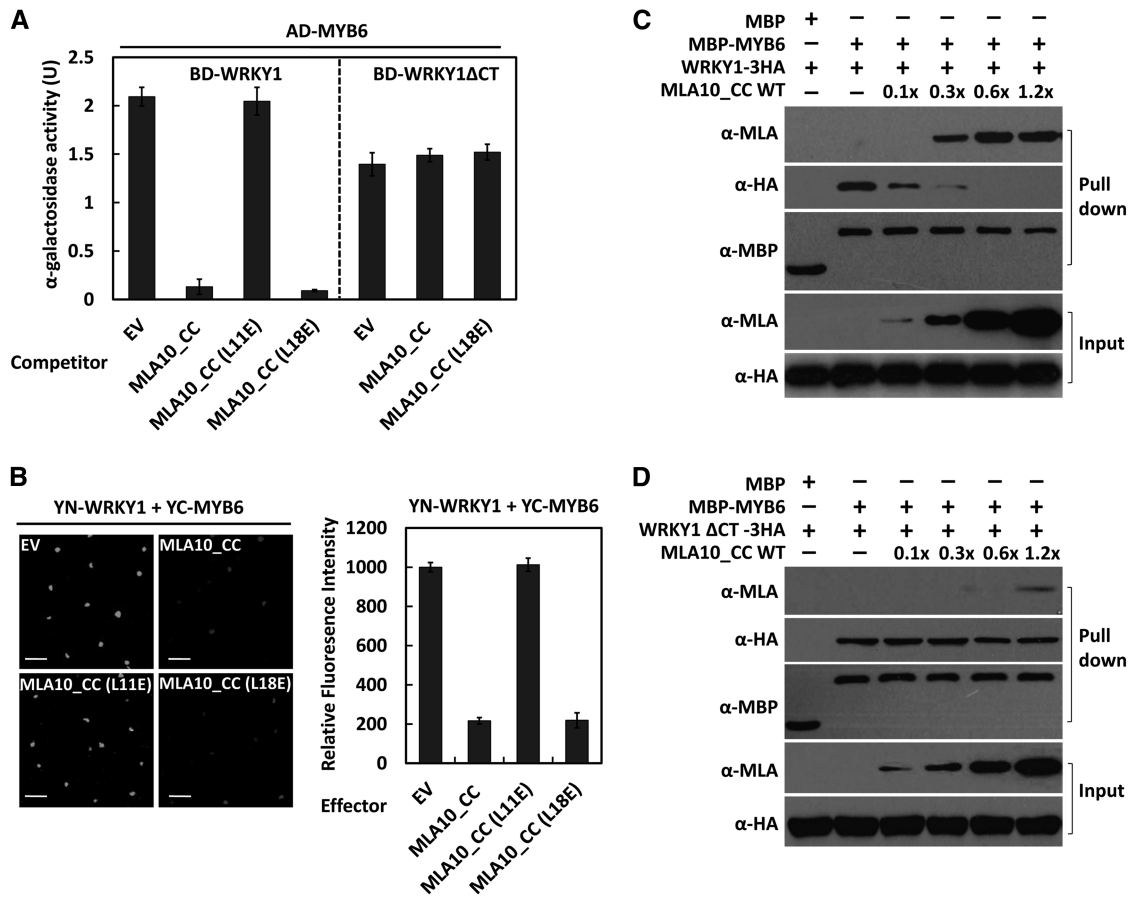 A
AD-MYB6
BD-WRKY1
BD-WRKY1ΔCT
α-galactosidase activity (U)
2.5
2
1.5
1
0.5
0
EV
MLA10_CC
MLA10_CC (L11E)
MLA10_CC (L18E)
EV
MLA10_CC
MLA10_CC (L18E)
Competitor
B
YN-WRKY1 + YC-MYB6
EV
MLA10_CC
MLA10_CC (L11E)
MLA10_CC (L18E)
YN-WRKY1 + YC-MYB6
Relative Fluoresence Intensity
1200
1000
800
600
400
200
0
EV
MLA10_CC
MLA10_CC (L11E)
MLA10_CC (L18E)
Effector
C
MBP + − − − − −
MBP-MYB6 − + + + + +
WRKY1-3HA + + + + + +
MLA10_CC WT − − 0.1x 0.3x 0.6x 1.2x
α-MLA
α-HA
α-MBP
Pull down
α-MLA
α-HA
Input
D
MBP + − − − − −
MBP-MYB6 − + + + + +
WRKY1 ΔCT -3HA + + + + + +
MLA10_CC WT − − 0.1x 0.3x 0.6x 1.2x
α-MLA
α-HA
α-MBP
Pull down
α-MLA
α-HA
Input